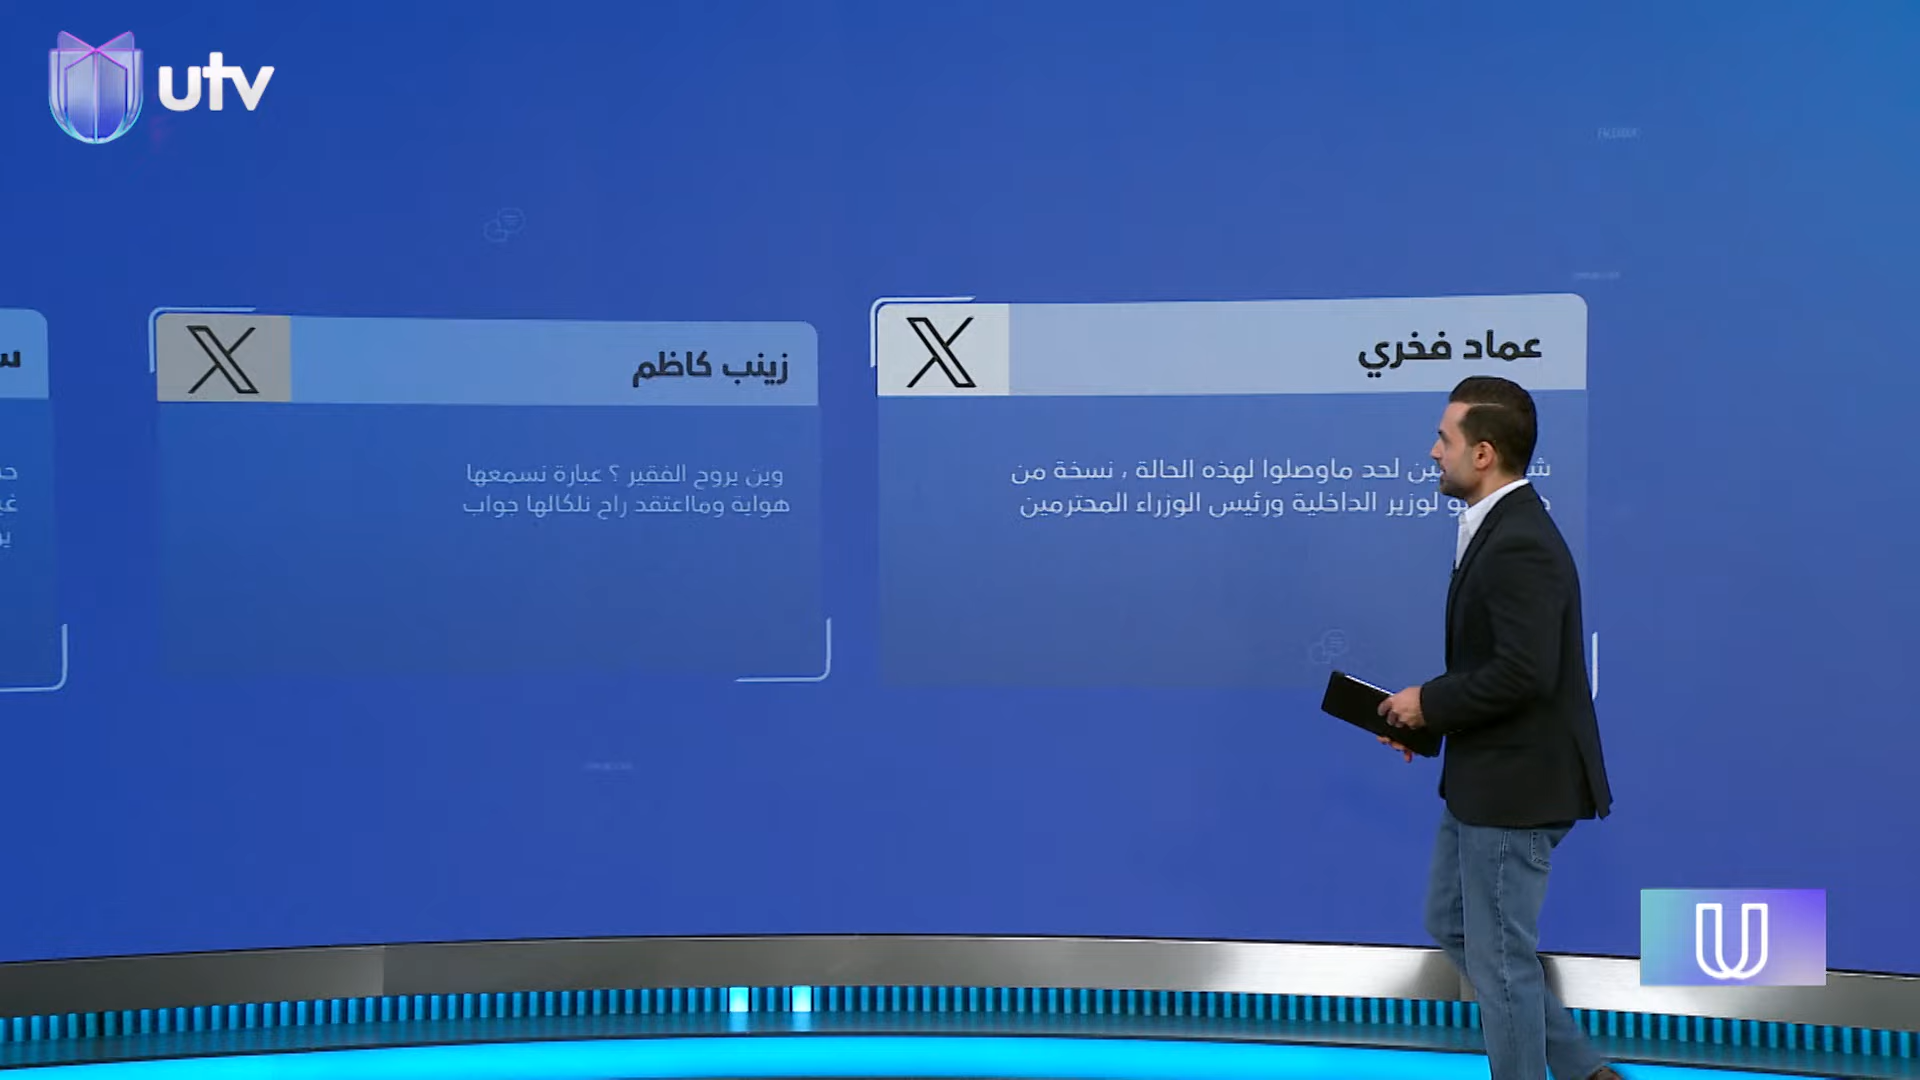 utv
عماد فخري
لحد ماوصلوا لهذه الحالة ، نسخة من
لوزير الداخلية ورئيس الوزراء المحترمين
زينب كاظم
وين يروح الفقير ؟ عبارة نسمعها
هواية ومااعتقد راح نلكالها جواب